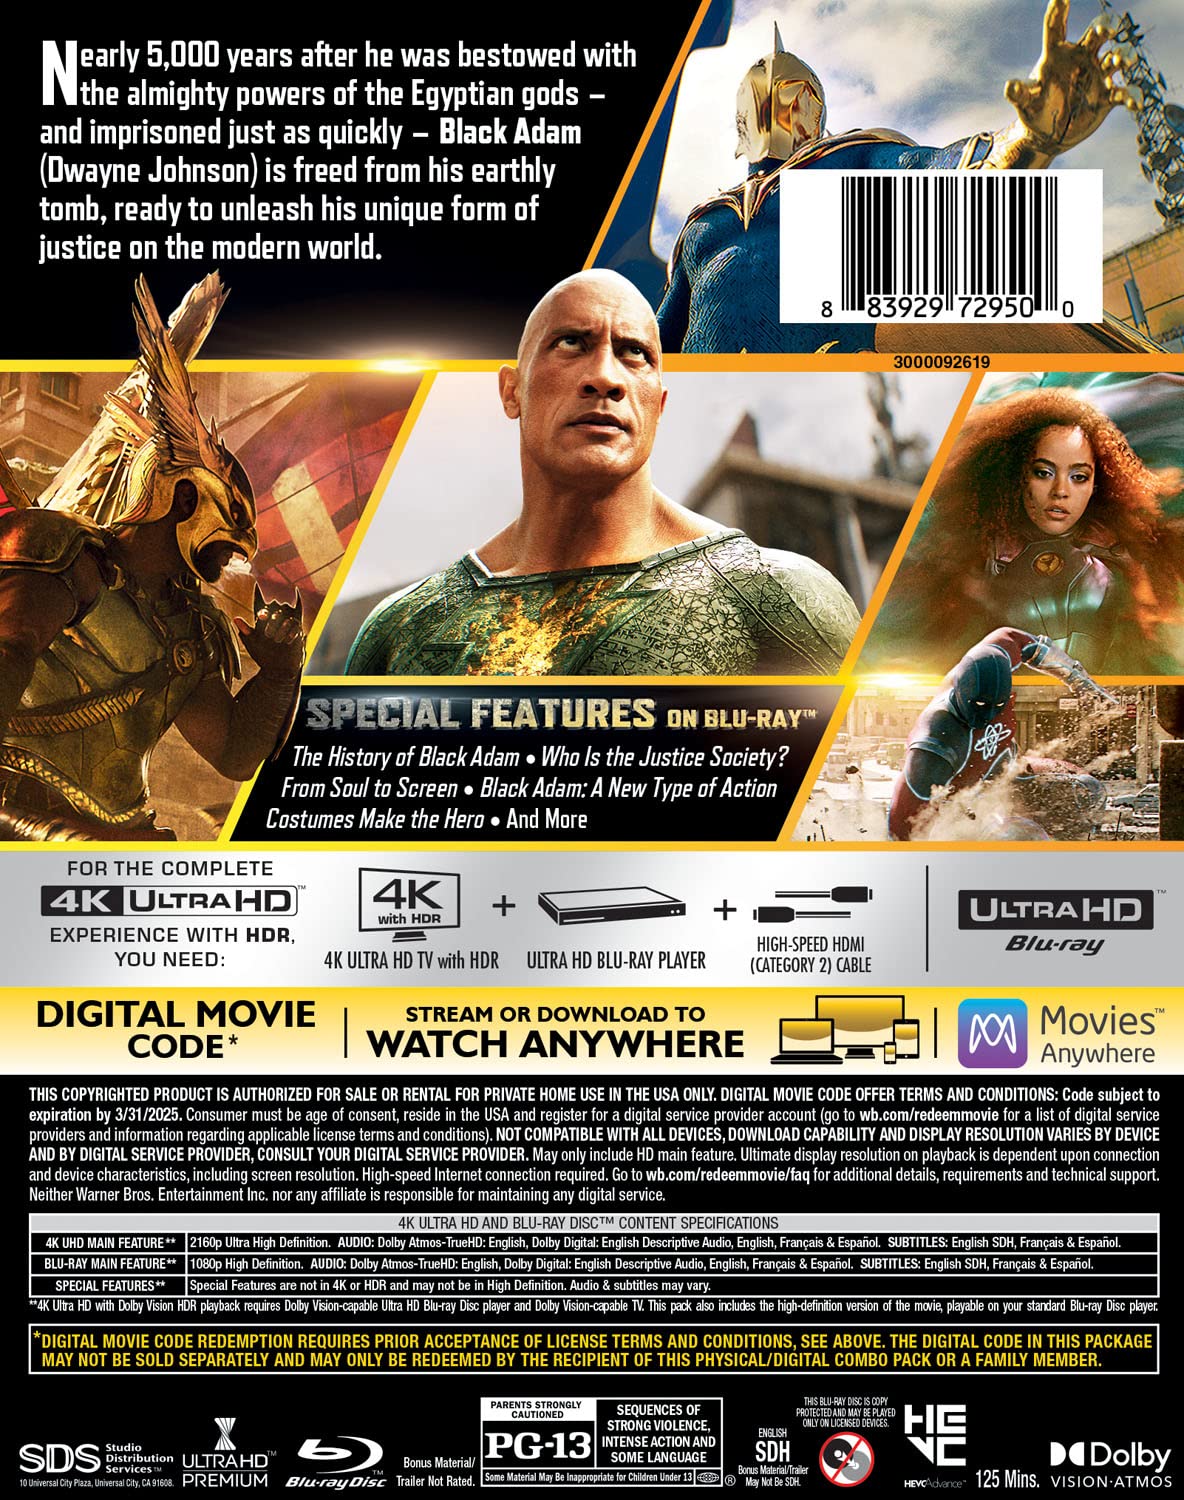 Nearly 5,000 years after he was bestowed with
the almighty powers of the Egyptian gods –
and imprisoned just as quickly – Black Adam
(Dwayne Johnson) is freed from his earthly
tomb, ready to unleash his unique form of
justice on the modern world.
8 83929 72950 0
3000092619
SPECIAL FEATURES ON BLU-RAY™
The History of Black Adam • Who Is the Justice Society?
From Soul to Screen • Black Adam: A New Type of Action
Costumes Make the Hero • And More
FOR THE COMPLETE
4K ULTRA HD™
EXPERIENCE WITH HDR,
YOU NEED:
4K
with HDR
4K ULTRA HD TV with HDR
+
ULTRA HD BLU-RAY PLAYER
+
HIGH-SPEED HDMI
(CATEGORY 2) CABLE
ULTRA HD™
Blu-ray
DIGITAL MOVIE
CODE*
STREAM OR DOWNLOAD TO
WATCH ANYWHERE
Movies™
Anywhere
THIS COPYRIGHTED PRODUCT IS AUTHORIZED FOR SALE OR RENTAL FOR PRIVATE HOME USE IN THE USA ONLY. DIGITAL MOVIE CODE OFFER TERMS AND CONDITIONS: Code subject to
expiration by 3/31/2025. Consumer must be age of consent, reside in the USA and register for a digital service provider account (go to wb.com/redeemmovie for a list of digital service
providers and information regarding applicable license terms and conditions). NOT COMPATIBLE WITH ALL DEVICES, DOWNLOAD CAPABILITY AND DISPLAY RESOLUTION VARIES BY DEVICE
AND BY DIGITAL SERVICE PROVIDER, CONSULT YOUR DIGITAL SERVICE PROVIDER. May only include HD main feature. Ultimate display resolution on playback is dependent upon connection
and device characteristics, including screen resolution. High-speed Internet connection required. Go to wb.com/redeemmovie/faq for additional details, requirements and technical support.
Neither Warner Bros. Entertainment Inc. nor any affiliate is responsible for maintaining any digital service.
4K ULTRA HD AND BLU-RAY DISC™ CONTENT SPECIFICATIONS
4K UHD MAIN FEATURE** 2160p Ultra High Definition. AUDIO: Dolby Atmos-TrueHD: English, Dolby Digital: English Descriptive Audio, English, Français & Español. SUBTITLES: English SDH, Français & Español.
BLU-RAY MAIN FEATURE** 1080p High Definition. AUDIO: Dolby Atmos-TrueHD: English, Dolby Digital: English Descriptive Audio, English, Français & Español. SUBTITLES: English SDH, Français & Español.
SPECIAL FEATURES** Special Features are not in 4K or HDR and may not be in High Definition. Audio & subtitles may vary.
**4K Ultra HD with Dolby Vision HDR playback requires Dolby Vision-capable Ultra HD Blu-ray Disc player and Dolby Vision-capable TV. This pack also includes the high-definition version of the movie, playable on your standard Blu-ray Disc player.
*DIGITAL MOVIE CODE REDEMPTION REQUIRES PRIOR ACCEPTANCE OF LICENSE TERMS AND CONDITIONS, SEE ABOVE. THE DIGITAL CODE IN THIS PACKAGE
MAY NOT BE SOLD SEPARATELY AND MAY ONLY BE REDEEMED BY THE RECIPIENT OF THIS PHYSICAL/DIGITAL COMBO PACK OR A FAMILY MEMBER.
SDS Studio
Distribution
Services™
10 Universal City Plaza, Universal City, CA 91608.
ULTRA HD™
PREMIUM
Blu-ray Disc™
Bonus Material/
Trailer Not Rated.
PARENTS STRONGLY
CAUTIONED
PG-13
SEQUENCES OF
STRONG VIOLENCE,
INTENSE ACTION AND
SOME LANGUAGE
Some Material May Be Inappropriate for Children Under 13
®
ENGLISH
SDH
Bonus Material/Trailer
May Not Be SDH.
THIS BLU-RAY DISC IS COPY
PROTECTED AND MAY BE PLAYED
ONLY ON LICENSED DEVICES.
HEVC
HEVCAdvance™
125 Mins.
Dolby
VISION·ATMOS